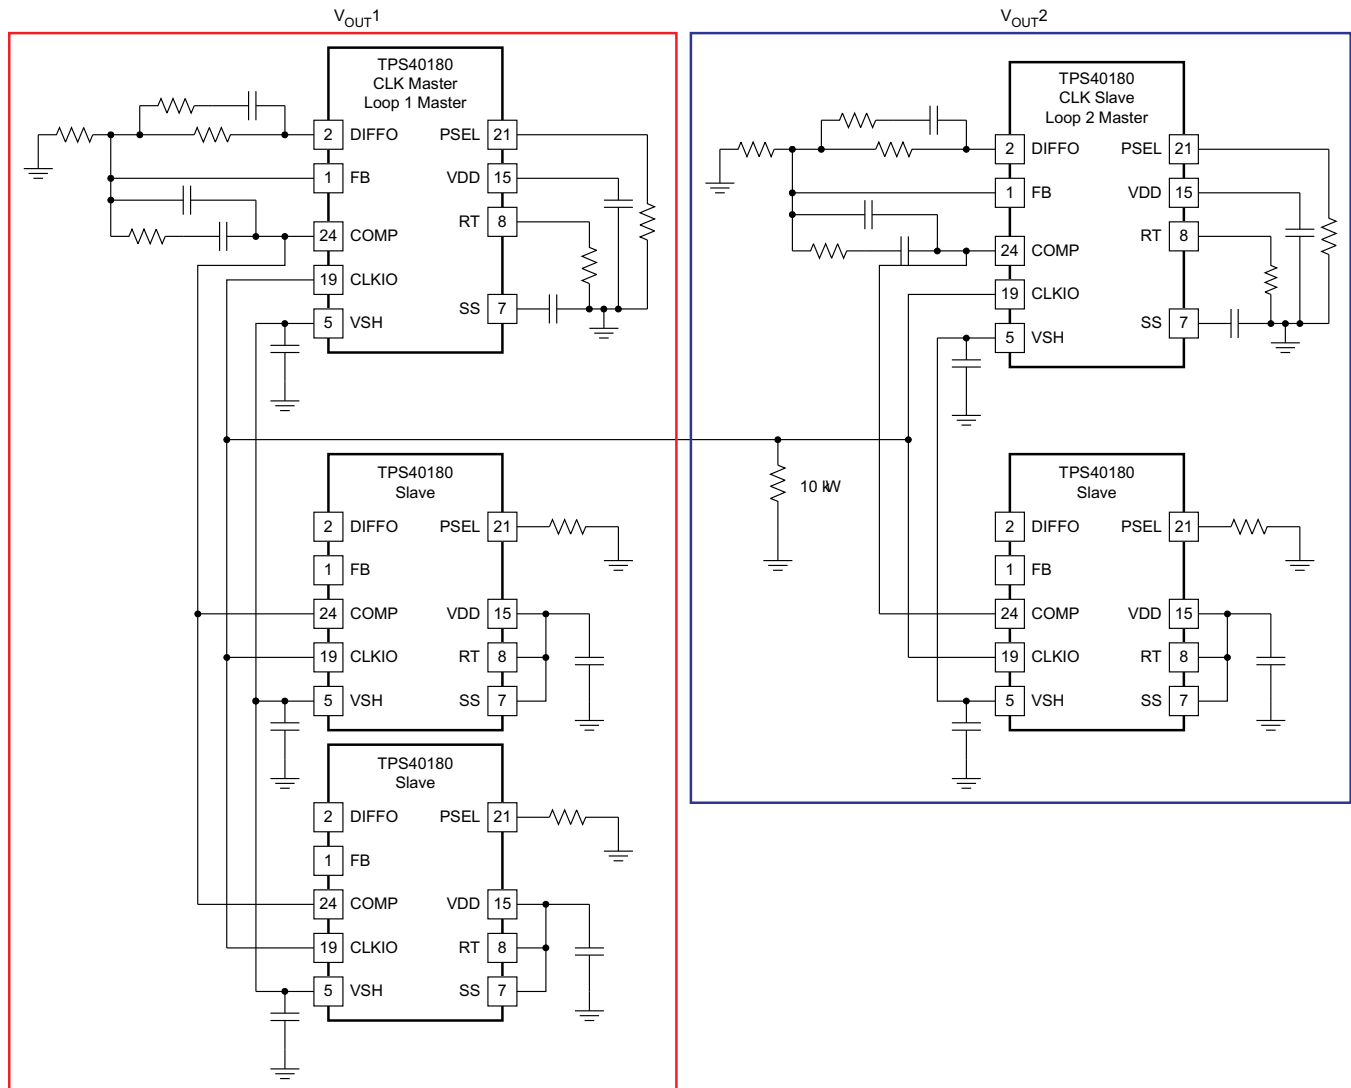 VOUT1
VOUT2
TPS40180
CLK Master
Loop 1 Master
2 DIFFO
PSEL 21
1 FB
VDD 15
RT 8
24 COMP
19 CLKIO
SS 7
5 VSH
TPS40180
CLK Slave
Loop 2 Master
2 DIFFO
PSEL 21
1 FB
VDD 15
RT 8
24 COMP
19 CLKIO
SS 7
5 VSH
10 kW
TPS40180
Slave
2 DIFFO
PSEL 21
1 FB
24 COMP
VDD 15
19 CLKIO
RT 8
5 VSH
SS 7
TPS40180
Slave
2 DIFFO
PSEL 21
1 FB
24 COMP
VDD 15
19 CLKIO
RT 8
5 VSH
SS 7
TPS40180
Slave
2 DIFFO
PSEL 21
1 FB
24 COMP
VDD 15
19 CLKIO
RT 8
5 VSH
SS 7